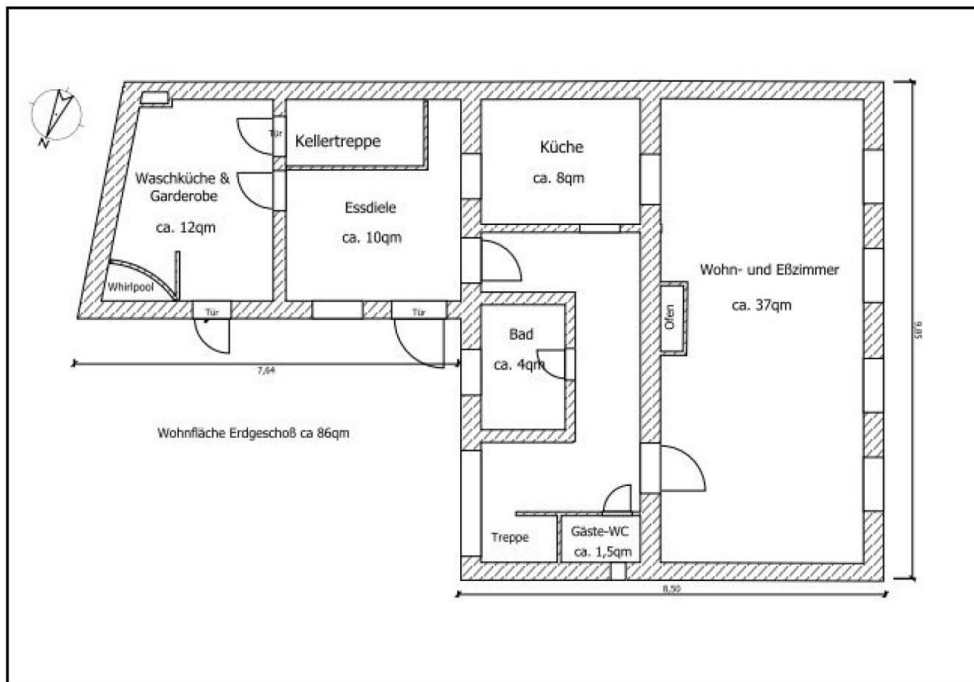 N
Tür
Kellertreppe
Küche
ca. 8qm
Waschküche &
Garderobe
ca. 12qm
Essdiele
ca. 10qm
Whirlpool
Tür
Tür
Wohn- und Eßzimmer
ca. 37qm
Ofen
Bad
ca. 4qm
7,64
9,85
Wohnfläche Erdgeschoß ca 86qm
Treppe
Gäste-WC
ca. 1,5qm
8,50